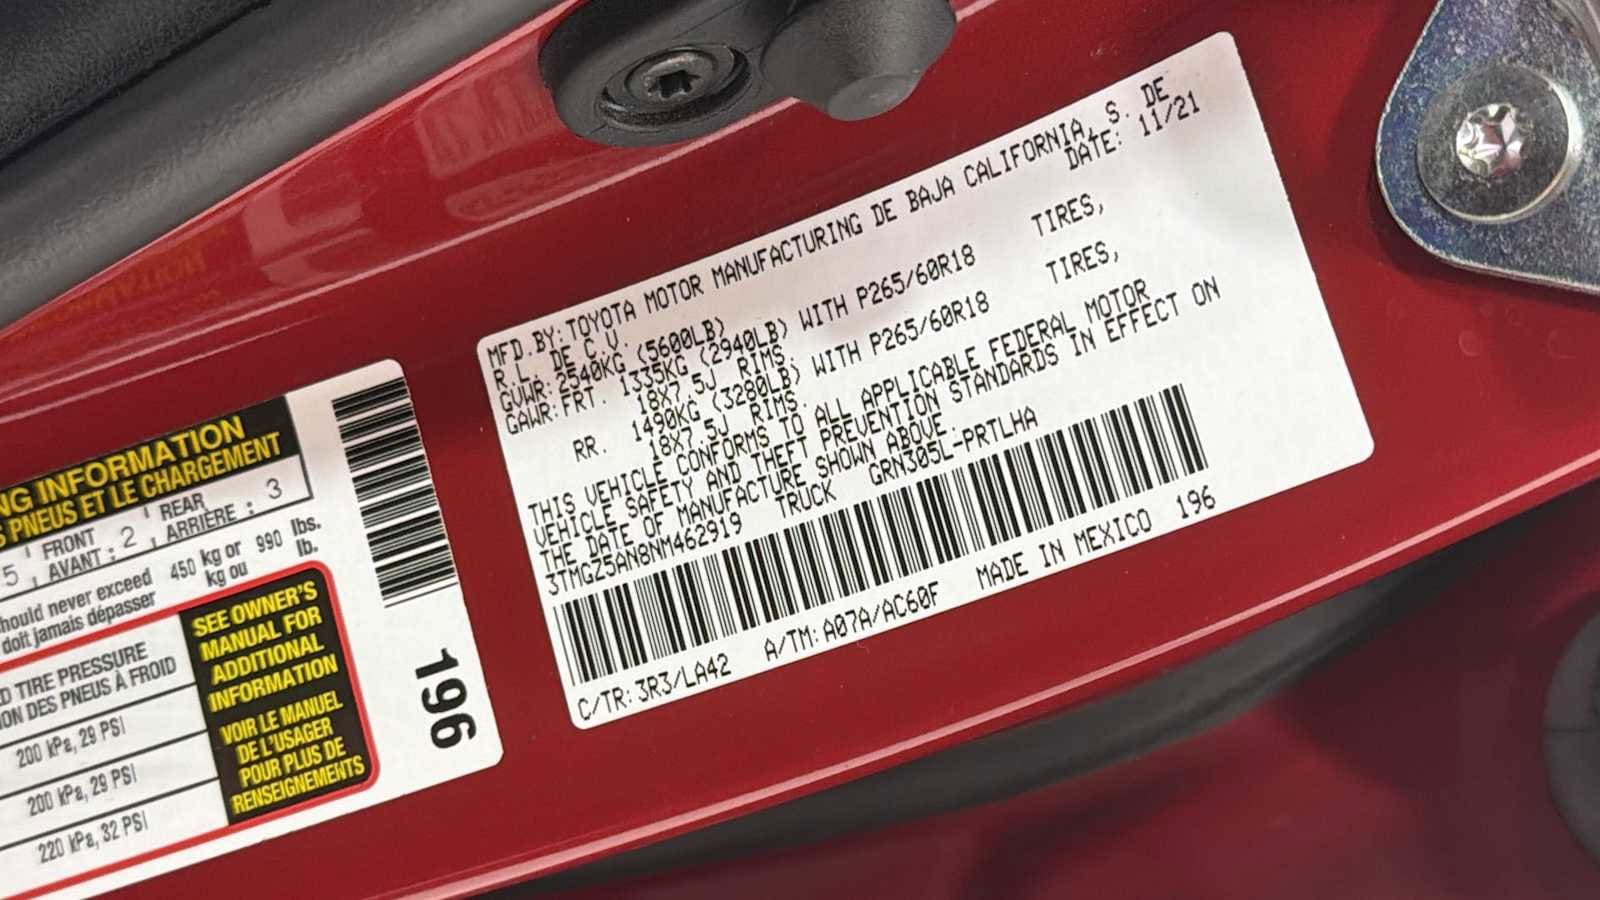 MFD.BY:TOYOTA MOTOR MANUFACTURING DE BAJA CALIFORNIA, S. DE
R.L. DE C.V. DATE: 11/21
GVWR: 2540KG (5600LB)
GAWR:FRT. 1335KG (2940LB) WITH P265/60R18 TIRES,
18X7.5J RIMS.
RR. 1490KG (3280LB) WITH P265/60R18 TIRES,
18X7.5J RIMS.
THIS VEHICLE CONFORMS TO ALL APPLICABLE FEDERAL MOTOR
VEHICLE SAFETY AND THEFT PREVENTION STANDARDS IN EFFECT ON
THE DATE OF MANUFACTURE SHOWN ABOVE.
3TMGZ5AN8NM462919 TRUCK GRN305L-PRTLHA
C/TR:3R3/LA42 A/TM:A07A/AC60F MADE IN MEXICO 196
NG INFORMATION
PNEUS ET LE CHARGEMENT
5 , FRONT AVANT : 2 , REAR ARRIÈRE : 3
should never exceed 450 kg or 990 lbs.
doit jamais dépasser kg ou lb.
TIRE PRESSURE
DES PNEUS À FROID
200 kPa, 29 PSI
200 kPa, 29 PSI
220 kPa, 32 PSI
SEE OWNER'S
MANUAL FOR
ADDITIONAL
INFORMATION
VOIR LE MANUEL
DE L'USAGER
POUR PLUS DE
RENSEIGNEMENTS
196